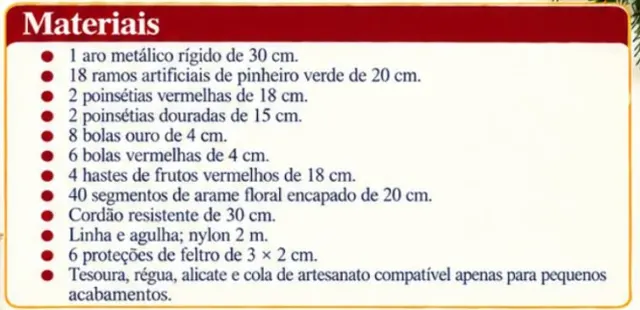 Materiais
● 1 aro metálico rígido de 30 cm.
● 18 ramos artificiais de pinheiro verde de 20 cm.
● 2 poinsétias vermelhas de 18 cm.
● 2 poinsétias douradas de 15 cm.
● 8 bolas ouro de 4 cm.
● 6 bolas vermelhas de 4 cm.
● 4 hastes de frutos vermelhos de 18 cm.
● 40 segmentos de arame floral encapado de 20 cm.
● Cordão resistente de 30 cm.
● Linha e agulha; nylon 2 m.
● 6 proteções de feltro de 3 × 2 cm.
● Tesoura, régua, alicate e cola de artesanato compatível apenas para pequenos
acabamentos.